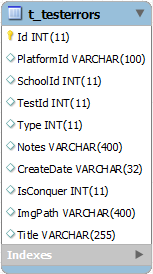 t_testerrors
Id INT(11)
PlatformId VARCHAR(100)
SchoolId INT(11)
TestId INT(11)
Type INT(11)
Notes VARCHAR(400)
CreateDate VARCHAR(32)
IsConquer INT(11)
ImgPath VARCHAR(400)
Title VARCHAR(255)
Indexes